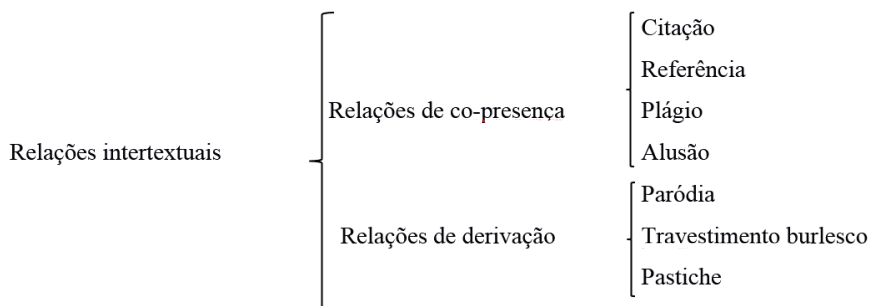 Citação
Referência
Relações de co-presença
Plágio
Relações intertextuais
Alusão
Paródia
Relações de derivação
Travestimento burlesco
Pastiche